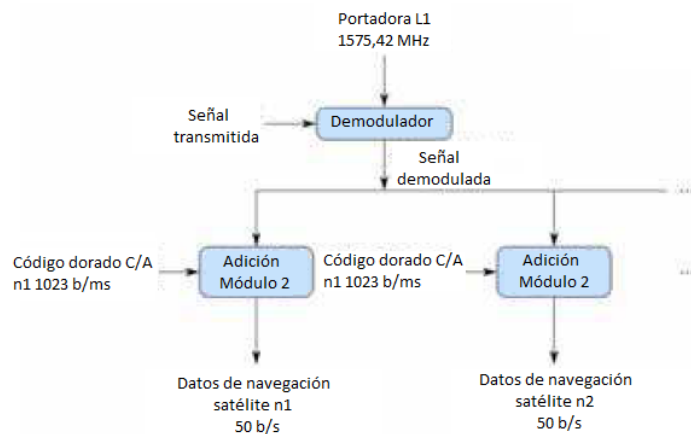 Portadora L1
1575,42 MHz
Señal
transmitida
Demodulador
Señal
demodulada
Código dorado C/A
n1 1023 b/ms
Adición
Módulo 2
Código dorado C/A
n1 1023 b/ms
Adición
Módulo 2
Datos de navegación
satélite n1
50 b/s
Datos de navegación
satélite n2
50 b/s